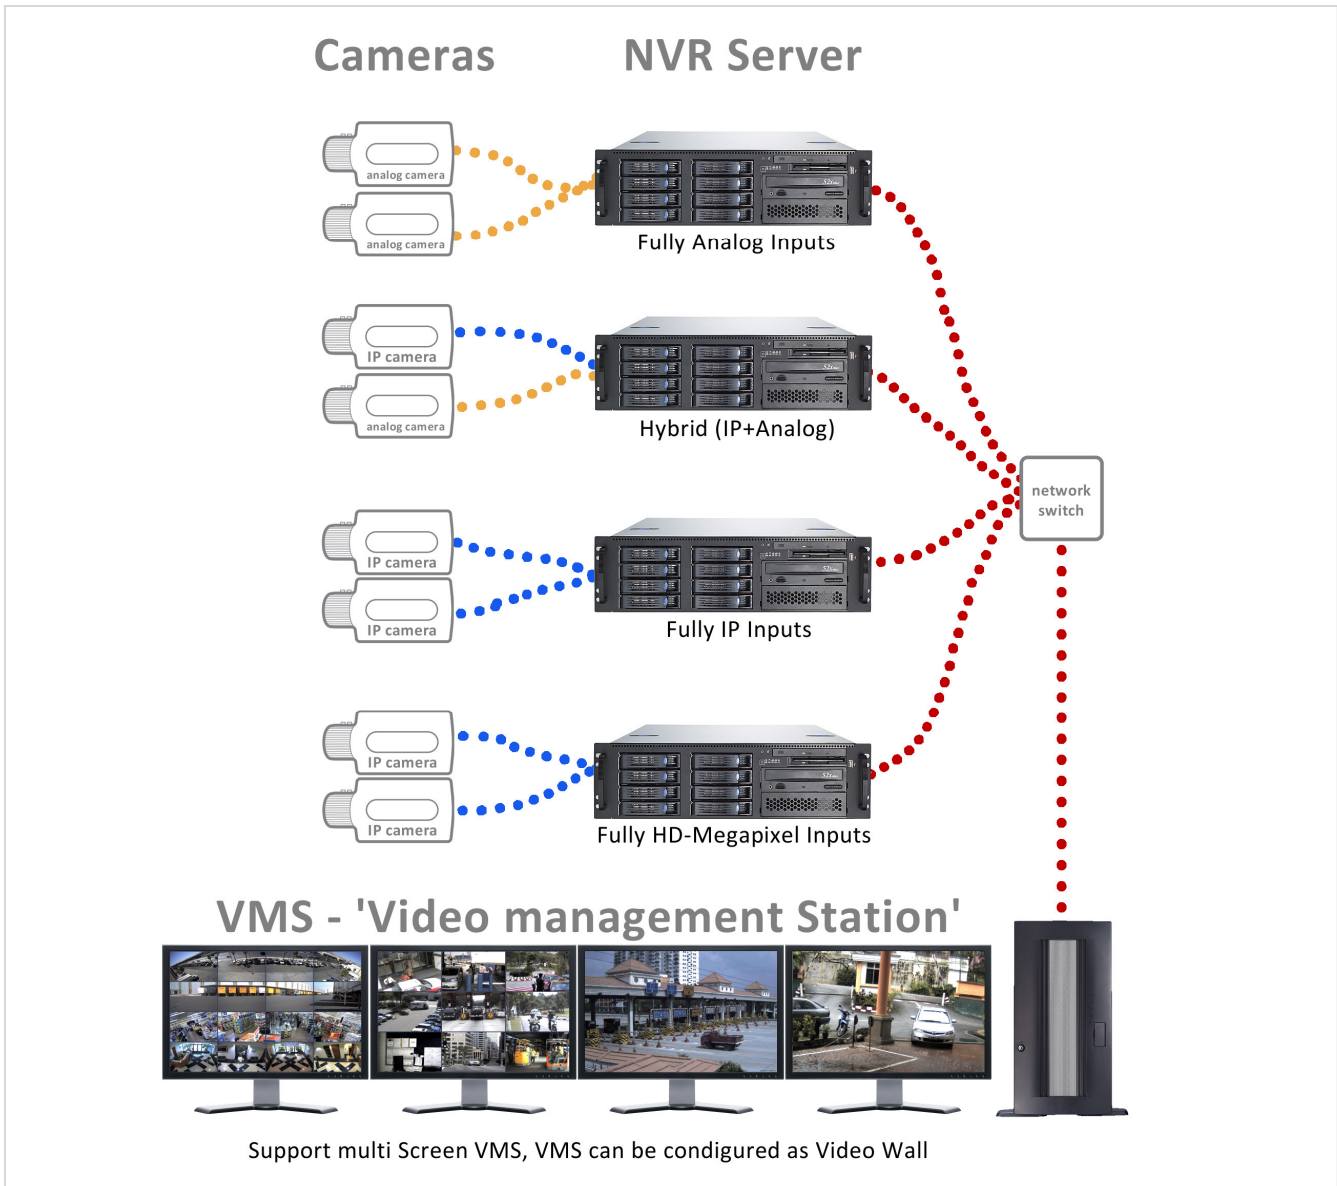 Cameras
NVR Server
analog camera
analog camera
Fully Analog Inputs
IP camera
analog camera
Hybrid (IP+Analog)
network
switch
IP camera
IP camera
Fully IP Inputs
IP camera
IP camera
Fully HD-Megapixel Inputs
VMS - 'Video management Station'
Support multi Screen VMS, VMS can be condigured as Video Wall